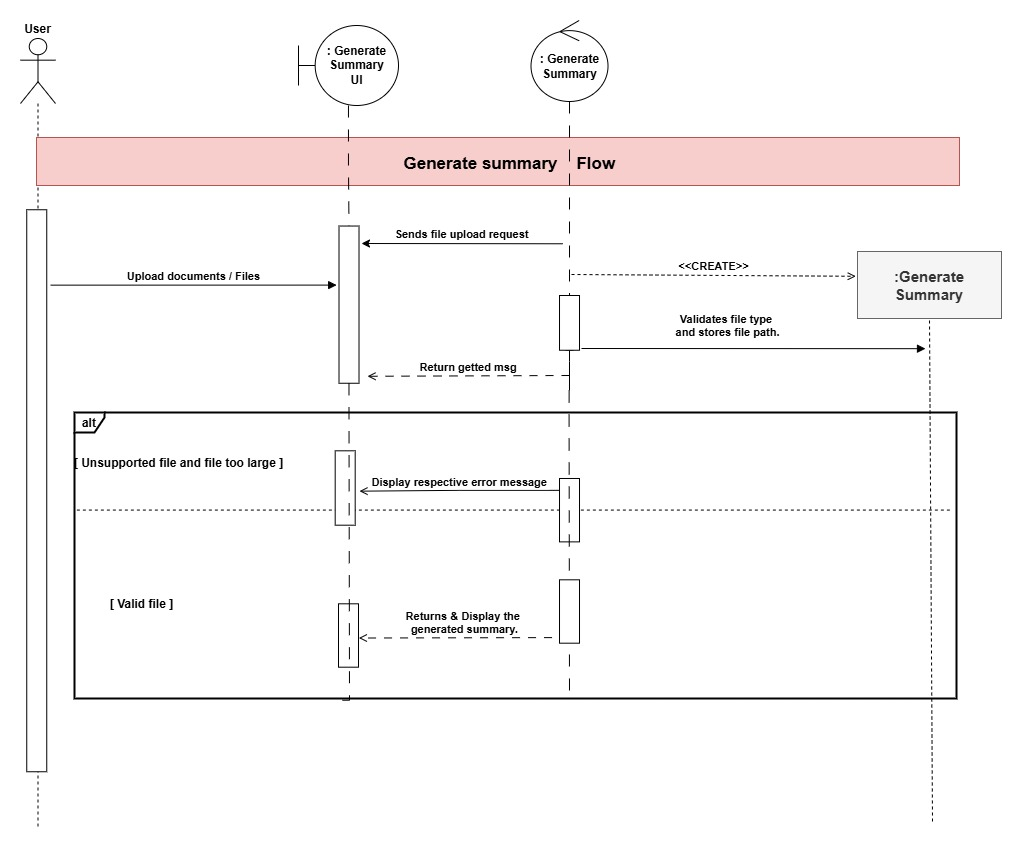 User
: Generate
Summary
UI
: Generate
Summary
Generate summary Flow
Sends file upload request
<<CREATE>>
Upload documents / Files
:Generate
Summary
Validates file type
and stores file path.
Return getted msg
alt
[ Unsupported file and file too large ]
Display respective error message
[ Valid file ]
Returns & Display the
generated summary.